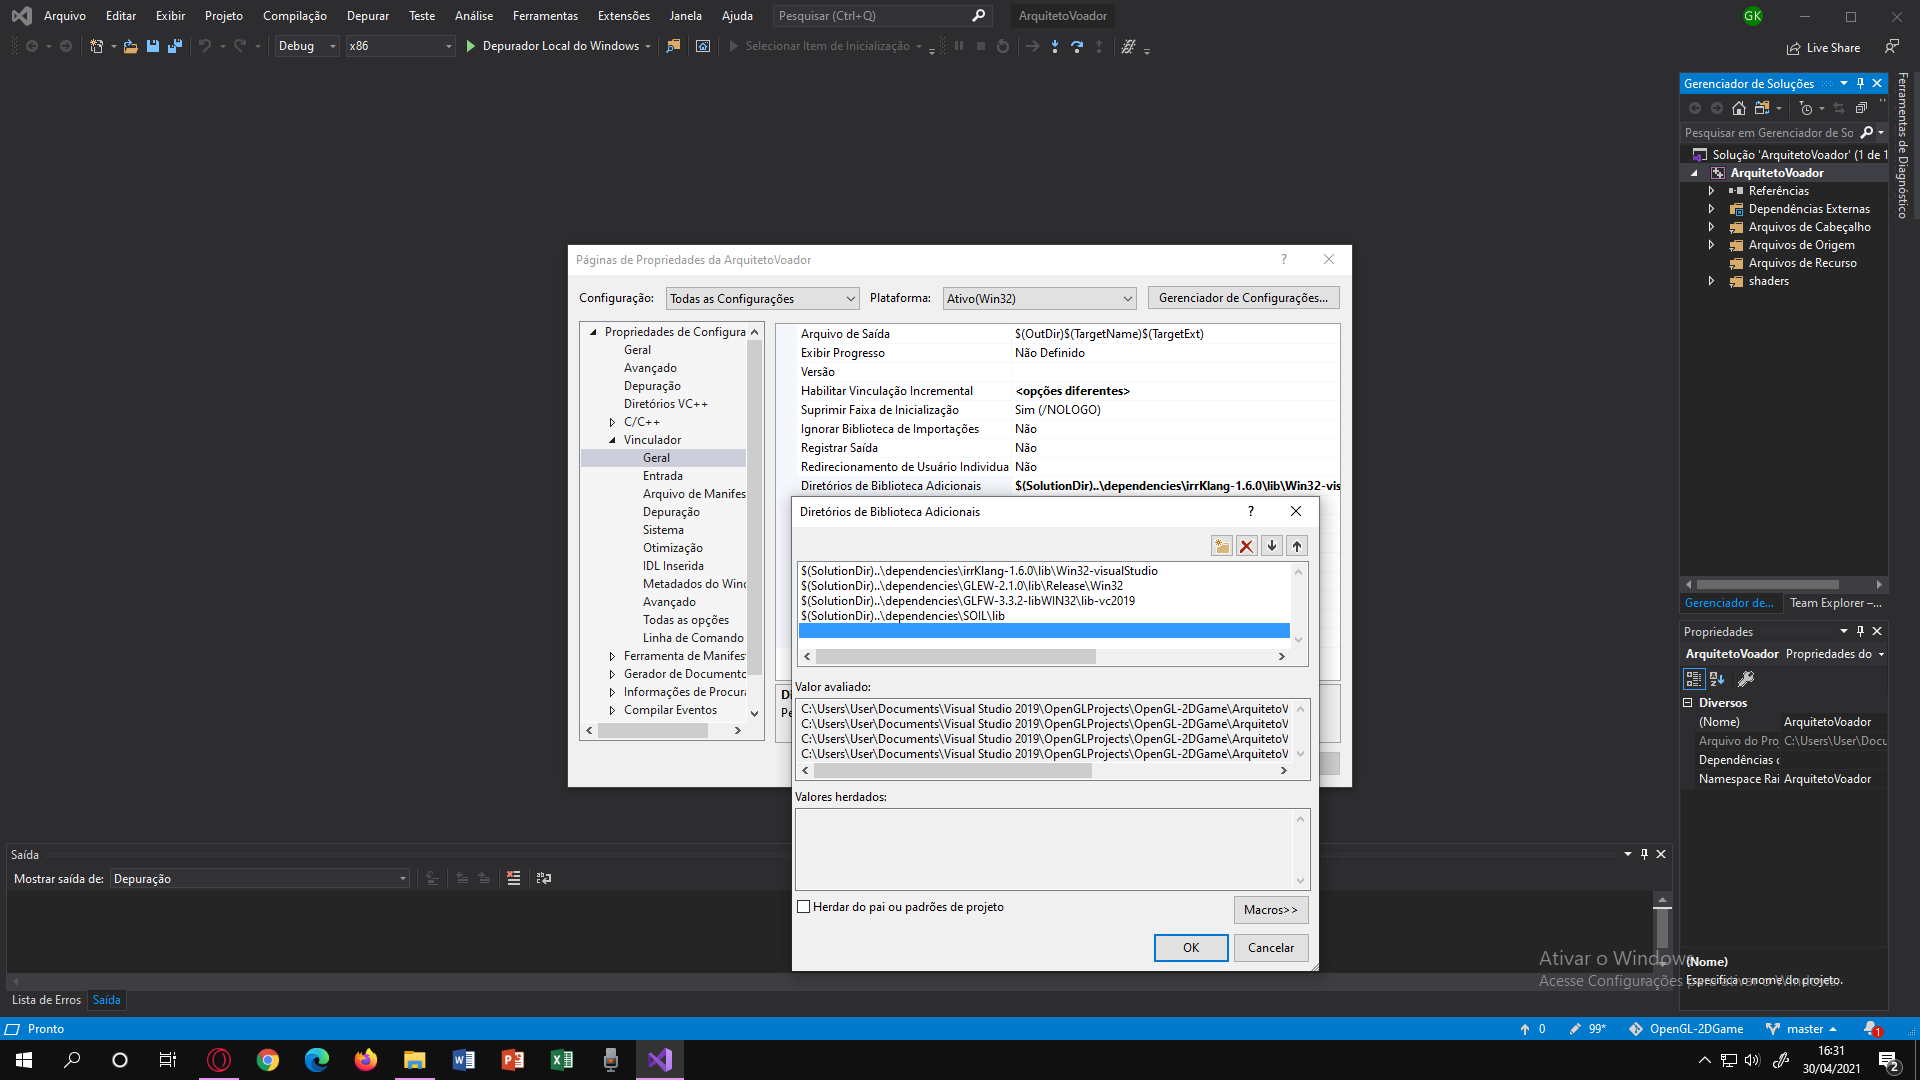 Arquivo Editar Exibir Projeto Compilação Depurar Teste Análise Ferramentas Extensões Janela Ajuda Pesquisar (Ctrl+Q) ArquitetoVoador GK
Debug x86 Depurador Local do Windows Selecionar Item de Inicialização Live Share
Gerenciador de Soluções
Ferramentas de Diagnóstico
Pesquisar em Gerenciador de So
Solução 'ArquitetoVoador' (1 de 1
ArquitetoVoador
Referências
Dependências Externas
Arquivos de Cabeçalho
Arquivos de Origem
Arquivos de Recurso
shaders
Gerenciador de... Team Explorer –...
Propriedades
ArquitetoVoador Propriedades do
Diversos
(Nome) ArquitetoVoador
Arquivo do Pro C:\Users\User\Docu
Dependências c
Namespace Rai ArquitetoVoador
(Nome)
Especifica o nome do projeto.
Páginas de Propriedades da ArquitetoVoador
Configuração: Todas as Configurações Plataforma: Ativo(Win32) Gerenciador de Configurações...
Propriedades de Configura
Geral
Avançado
Depuração
Diretórios VC++
C/C++
Vinculador
Geral
Entrada
Arquivo de Manifes
Depuração
Sistema
Otimização
IDL Inserida
Metadados do Wind
Avançado
Todas as opções
Linha de Comando
Ferramenta de Manifes
Gerador de Documento
Informações de Procura
Compilar Eventos
Arquivo de Saída $(OutDir)$(TargetName)$(TargetExt)
Exibir Progresso Não Definido
Versão
Habilitar Vinculação Incremental <opções diferentes>
Suprimir Faixa de Inicialização Sim (/NOLOGO)
Ignorar Biblioteca de Importações Não
Registrar Saída Não
Redirecionamento de Usuário Individua Não
Diretórios de Biblioteca Adicionais $(SolutionDir)..\dependencies\irrKlang-1.6.0\lib\Win32-vis
Di
Pe
Diretórios de Biblioteca Adicionais
$(SolutionDir)..\dependencies\irrKlang-1.6.0\lib\Win32-visualStudio
$(SolutionDir)..\dependencies\GLEW-2.1.0\lib\Release\Win32
$(SolutionDir)..\dependencies\GLFW-3.3.2-libWIN32\lib-vc2019
$(SolutionDir)..\dependencies\SOIL\lib
Valor avaliado:
C:\Users\User\Documents\Visual Studio 2019\OpenGLProjects\OpenGL-2DGame\ArquitetoV
C:\Users\User\Documents\Visual Studio 2019\OpenGLProjects\OpenGL-2DGame\ArquitetoV
C:\Users\User\Documents\Visual Studio 2019\OpenGLProjects\OpenGL-2DGame\ArquitetoV
C:\Users\User\Documents\Visual Studio 2019\OpenGLProjects\OpenGL-2DGame\ArquitetoV
Valores herdados:
Herdar do pai ou padrões de projeto
Macros>>
OK Cancelar
Saída
Mostrar saída de: Depuração
Ativar o Windows
Acesse Configurações para ativar o Windows.
Lista de Erros Saída
Pronto 0 99* OpenGL-2DGame master 1
16:31
30/04/2021
2